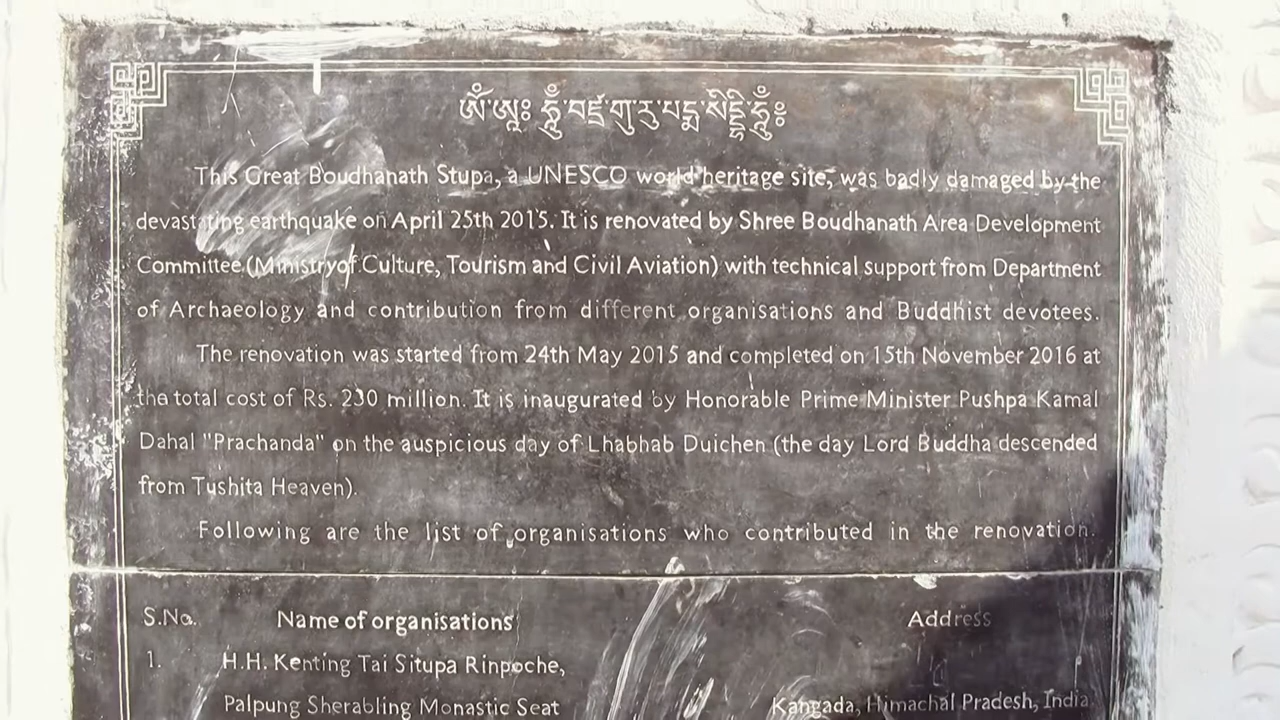 ༀ་ཨཱཿ་ཧཱུྃ་བཛྲ་གུ་རུ་པདྨ་སིདྡྷི་ཧཱུྃ༔
This Great Boudhanath Stupa, a UNESCO world heritage site, was badly damaged by the
devastating earthquake on April 25th 2015. It is renovated by Shree Boudhanath Area Development
Committee (Ministry of Culture, Tourism and Civil Aviation) with technical support from Department
of Archaeology and contribution from different organisations and Buddhist devotees.
The renovation was started from 24th May 2015 and completed on 15th November 2016 at
the total cost of Rs. 230 million. It is inaugurated by Honorable Prime Minister Pushpa Kamal
Dahal "Prachanda" on the auspicious day of Lhabhab Duichen (the day Lord Buddha descended
from Tushita Heaven).
Following are the list of organisations who contributed in the renovation.
S.No. Name of organisations Address
1. H.H. Kenting Tai Situpa Rinpoche,
Palpung Sherabling Monastic Seat Kangada, Himachal Pradesh, India.